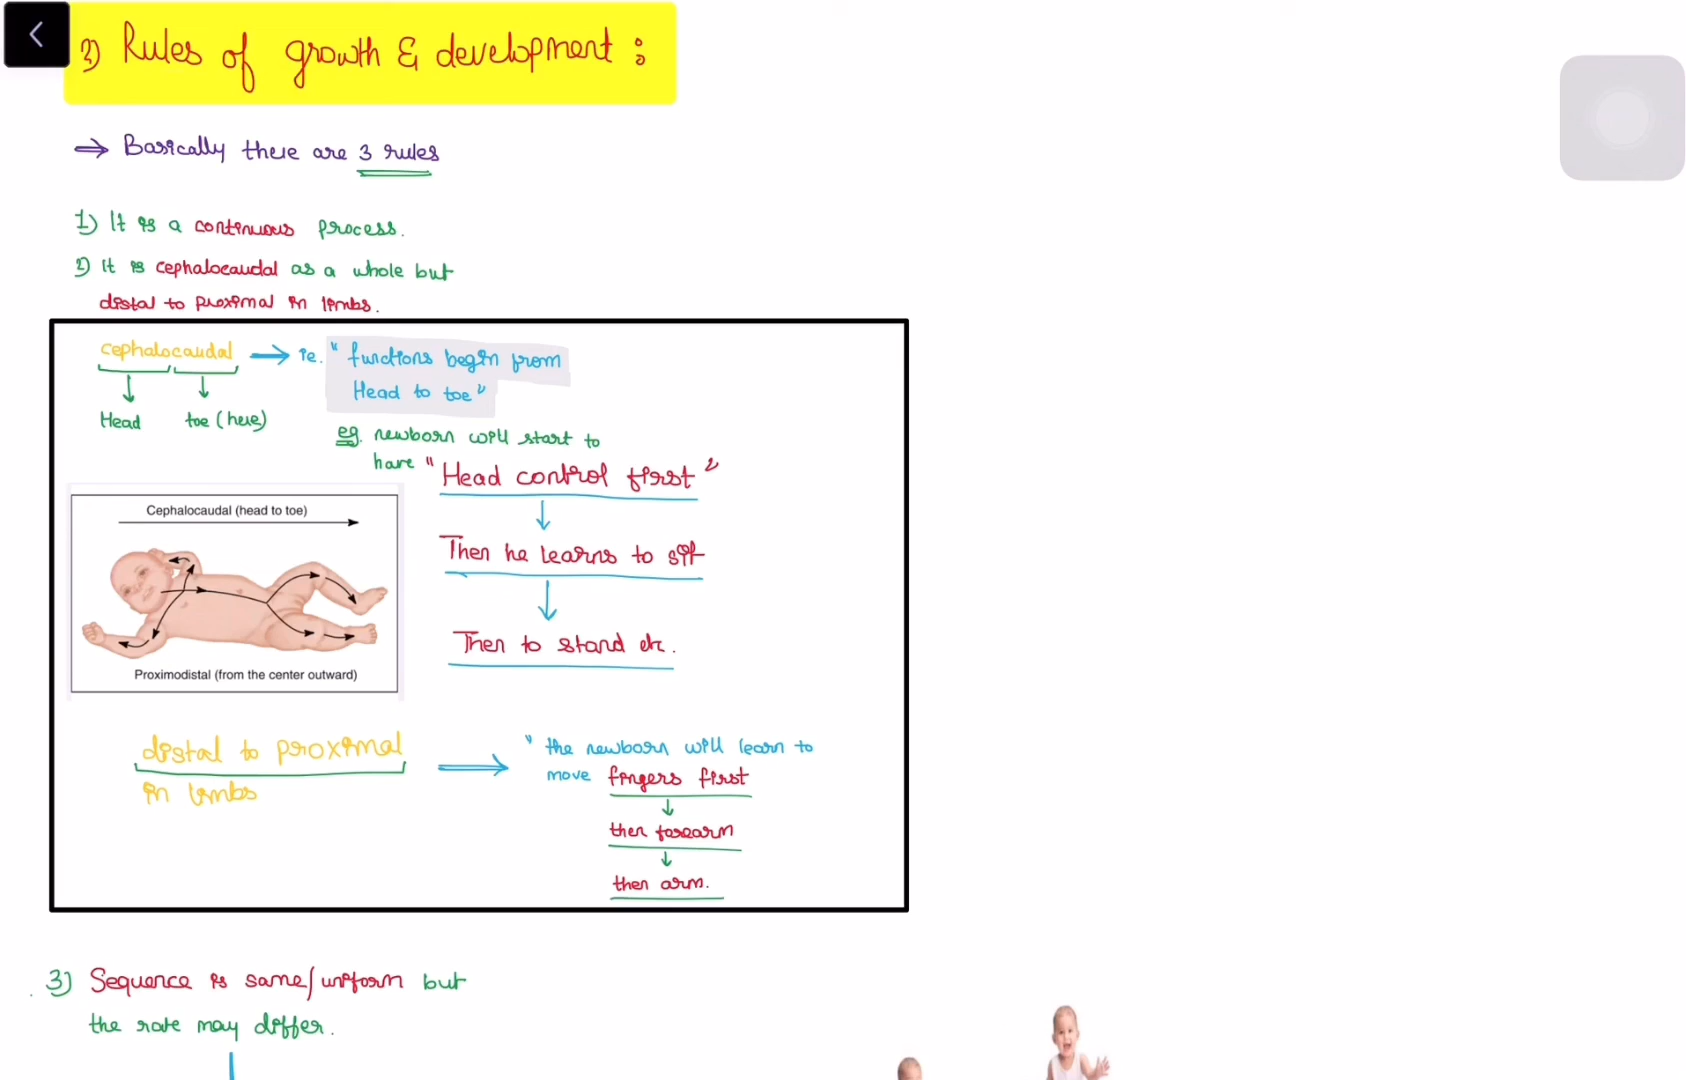 2) Rules of growth & development :
⇒ Basically there are 3 rules
1) It is a continuous process.
2) It is cephalocaudal as a whole but
distal to proximal in limbs.
cephalocaudal → ie. "functions begin from
Head to toe"
Head toe (here)
eg. newborn will start to
have "Head control first"
↓
Then he learns to sit
↓
Then to stand etc.
Cephalocaudal (head to toe)
Proximodistal (from the center outward)
distal to proximal
in limbs
⇒ "the newborn will learn to
move fingers first
↓
then forearm
↓
then arm.
3) Sequence is same/uniform but
the rate may differ.